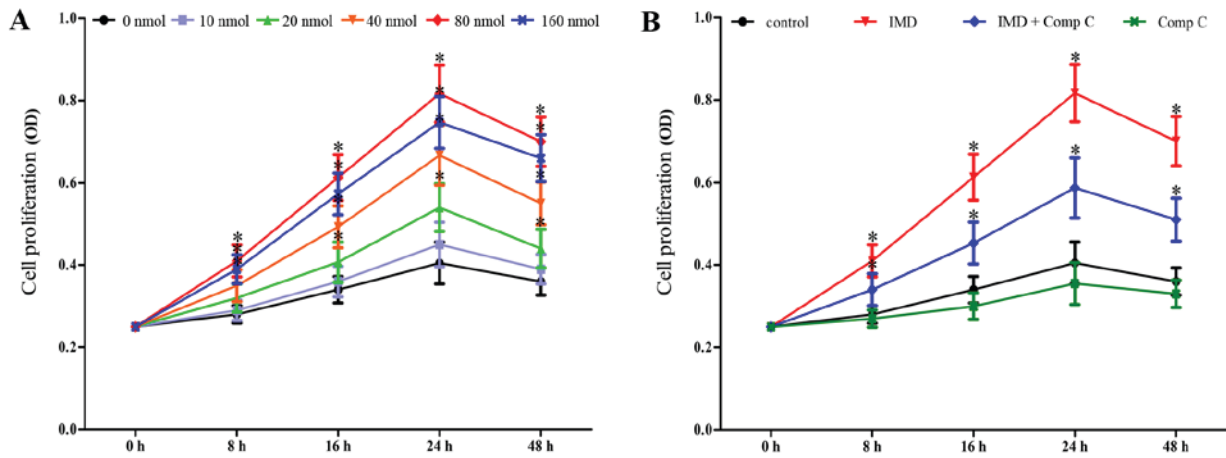 A
0 nmol 10 nmol 20 nmol 40 nmol 80 nmol 160 nmol
Cell proliferation (OD)
1.0
0.8
0.6
0.4
0.2
0.0
0 h 8 h 16 h 24 h 48 h
B
control IMD IMD + Comp C Comp C
Cell proliferation (OD)
1.0
0.8
0.6
0.4
0.2
0.0
0 h 8 h 16 h 24 h 48 h